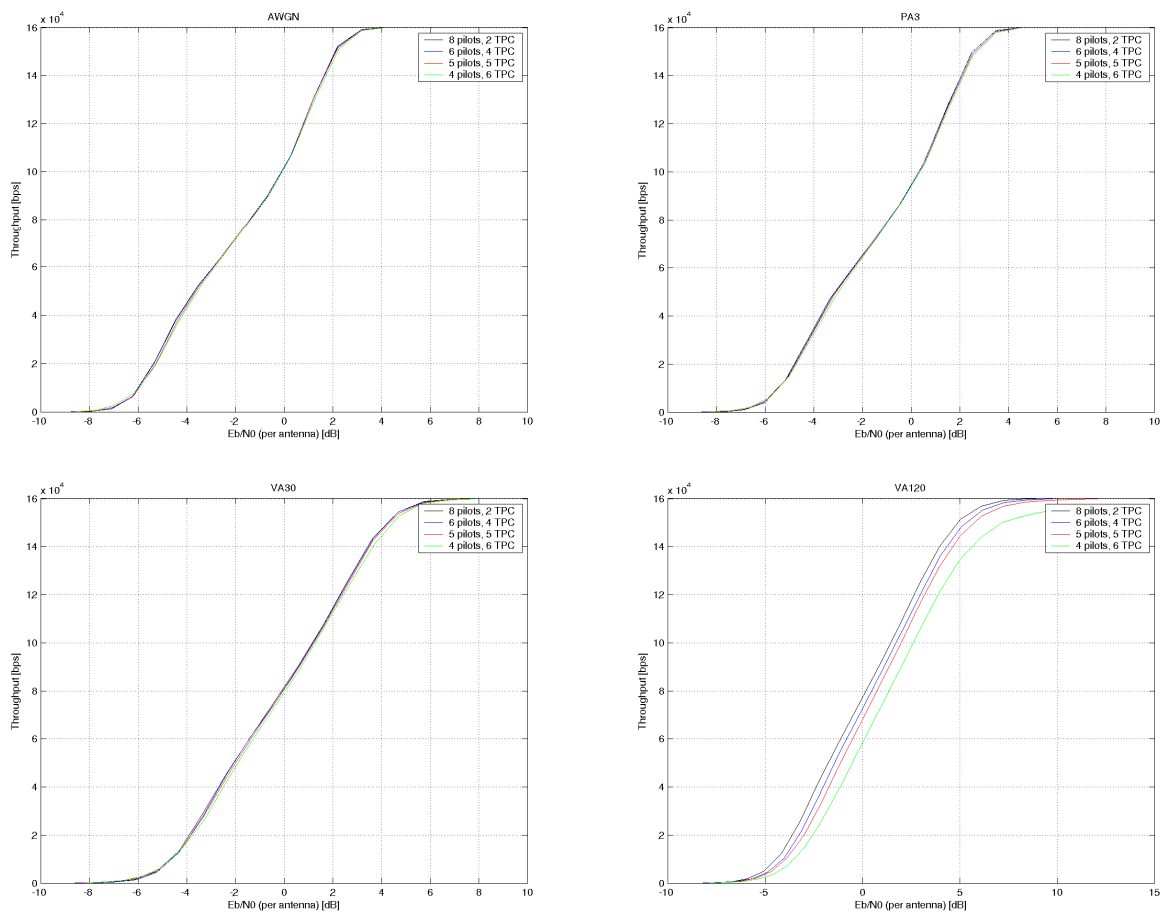 AWGN
x 10^4
16
14
12
10
8
6
4
2
0
Throughput [bps]
8 pilots, 2 TPC
6 pilots, 4 TPC
5 pilots, 5 TPC
4 pilots, 6 TPC
-10 -8 -6 -4 -2 0 2 4 6 8 10
Eb/N0 (per antenna) [dB]
PA3
x 10^4
16
14
12
10
8
6
4
2
0
Throughput [bps]
8 pilots, 2 TPC
6 pilots, 4 TPC
5 pilots, 5 TPC
4 pilots, 6 TPC
-10 -8 -6 -4 -2 0 2 4 6 8 10
Eb/N0 (per antenna) [dB]
VA30
x 10^4
16
14
12
10
8
6
4
2
0
Throughput [bps]
8 pilots, 2 TPC
6 pilots, 4 TPC
5 pilots, 5 TPC
4 pilots, 6 TPC
-10 -8 -6 -4 -2 0 2 4 6 8 10
Eb/N0 (per antenna) [dB]
VA120
x 10^4
16
14
12
10
8
6
4
2
0
Throughput [bps]
8 pilots, 2 TPC
6 pilots, 4 TPC
5 pilots, 5 TPC
4 pilots, 6 TPC
-10 -5 0 5 10 15
Eb/N0 (per antenna) [dB]